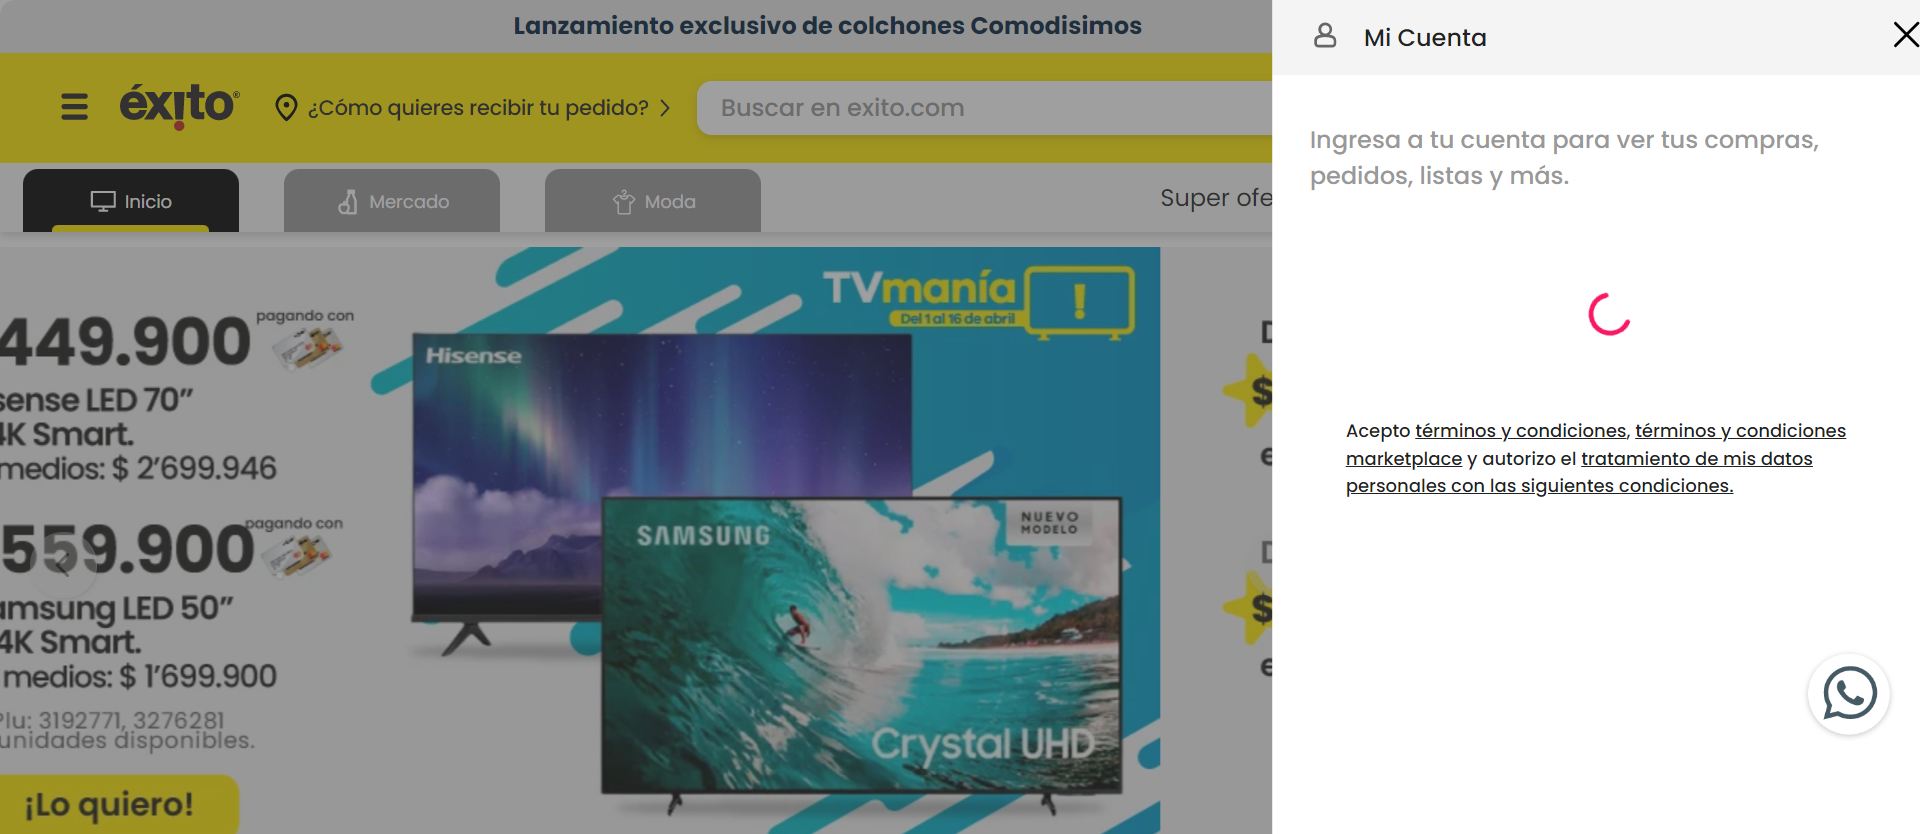 Lanzamiento exclusivo de colchones Comodisimos
éxito®
¿Cómo quieres recibir tu pedido?
Buscar en exito.com
Inicio
Mercado
Moda
Super ofe
TVmanía
Del 1 al 16 de abril
449.900
pagando con
sense LED 70”
4K Smart.
medios: $ 2’699.946
559.900
pagando con
amsung LED 50”
4K Smart.
medios: $ 1’699.900
Plu: 3192771, 3276281
unidades disponibles.
¡Lo quiero!
Hisense
SAMSUNG
NUEVO
MODELO
Crystal UHD
D
$
e
D
$
e
Mi Cuenta
Ingresa a tu cuenta para ver tus compras,
pedidos, listas y más.
Acepto términos y condiciones, términos y condiciones
marketplace y autorizo el tratamiento de mis datos
personales con las siguientes condiciones.